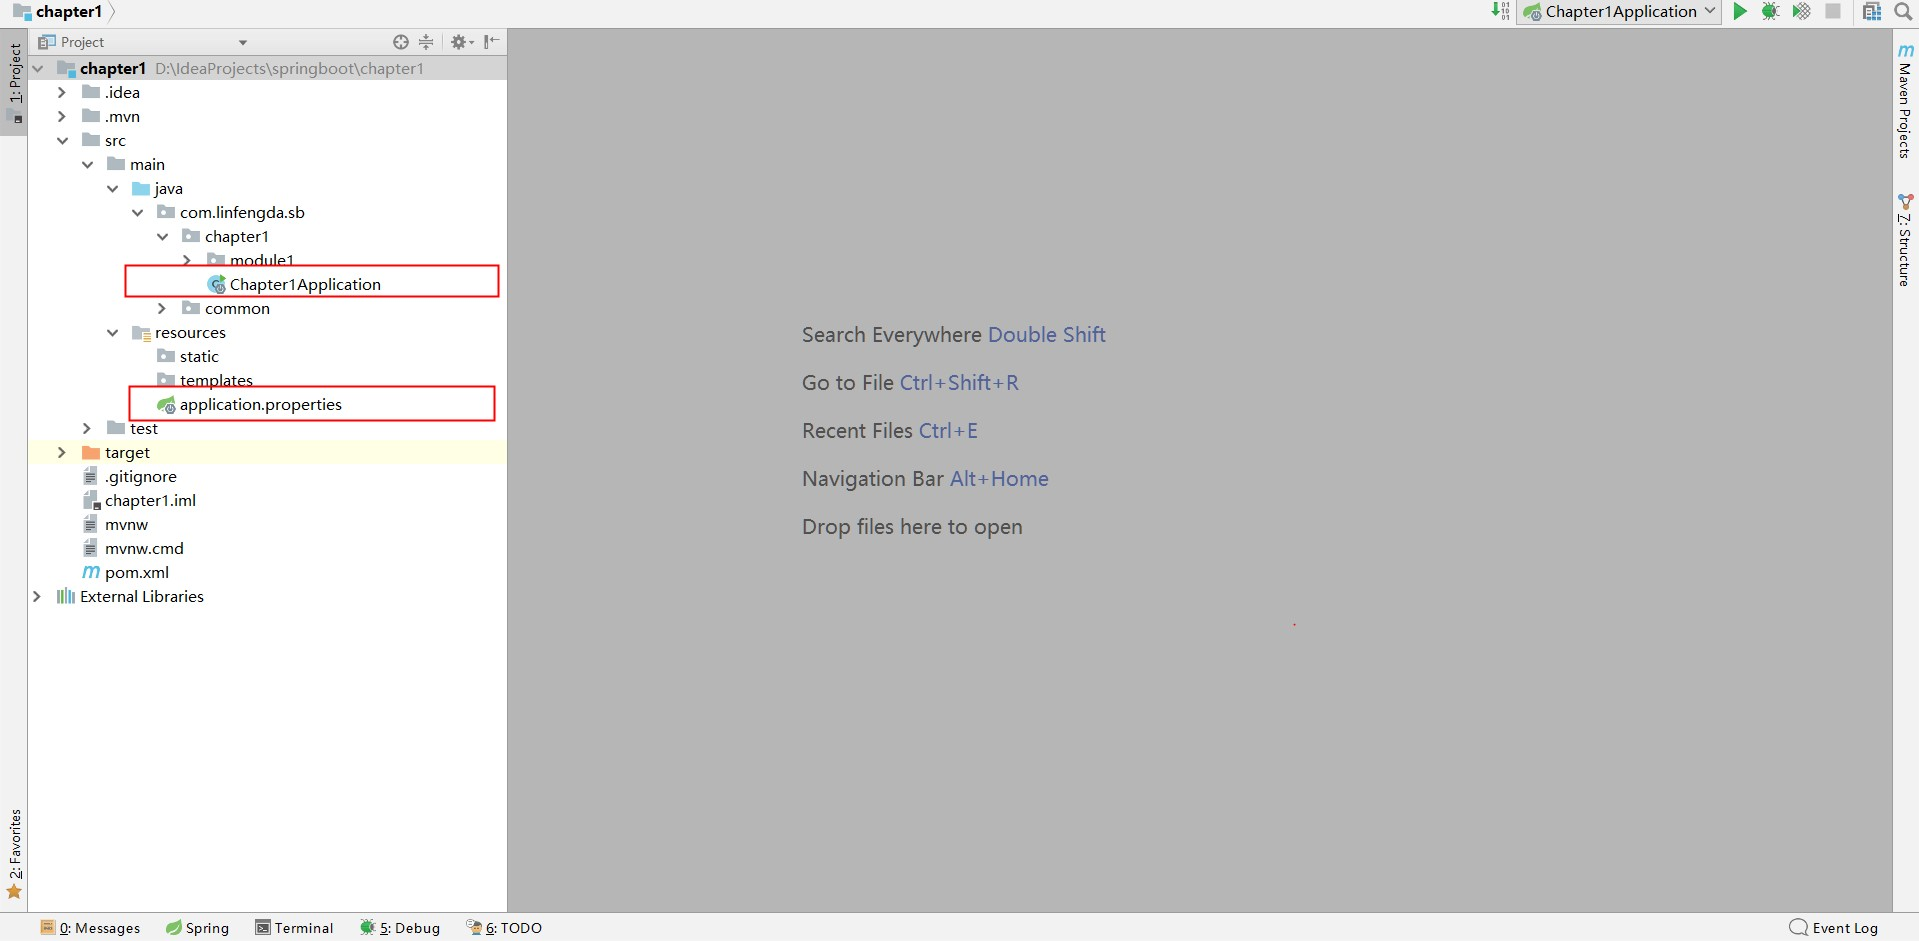 chapter1
Chapter1Application
1: Project
Project
chapter1 D:\IdeaProjects\springboot\chapter1
.idea
.mvn
src
main
java
com.linfengda.sb
chapter1
module1
Chapter1Application
common
resources
static
templates
application.properties
test
target
.gitignore
chapter1.iml
mvnw
mvnw.cmd
pom.xml
External Libraries
Search Everywhere Double Shift
Go to File Ctrl+Shift+R
Recent Files Ctrl+E
Navigation Bar Alt+Home
Drop files here to open
Maven Projects
7: Structure
2: Favorites
0: Messages
Spring
Terminal
5: Debug
6: TODO
Event Log